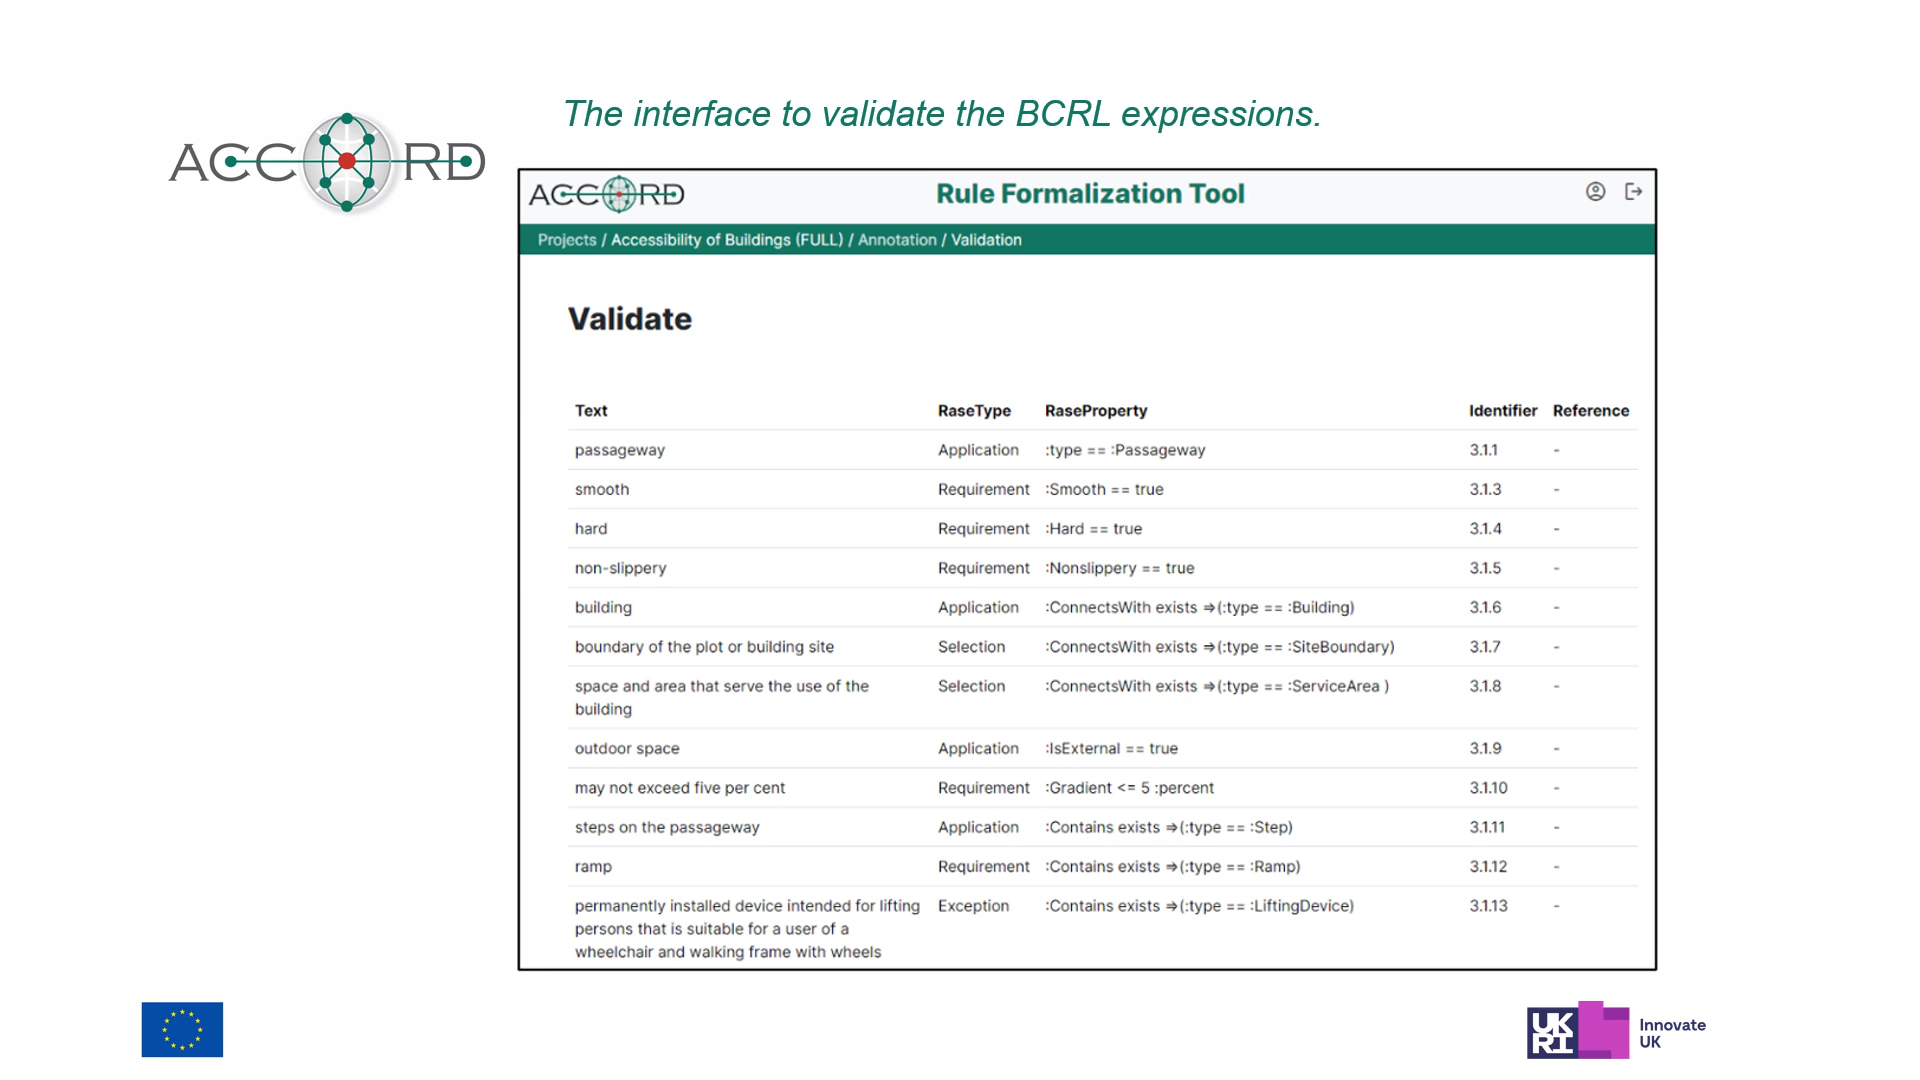 The interface to validate the BCRL expressions.
ACCORD
ACCORD
Rule Formalization Tool
Projects / Accessibility of Buildings (FULL) / Annotation / Validation
Validate
Text RaseType RaseProperty Identifier Reference
passageway Application :type == :Passageway 3.1.1 -
smooth Requirement :Smooth == true 3.1.3 -
hard Requirement :Hard == true 3.1.4 -
non-slippery Requirement :Nonslippery == true 3.1.5 -
building Application :ConnectsWith exists =>(:type == :Building) 3.1.6 -
boundary of the plot or building site Selection :ConnectsWith exists =>(:type == :SiteBoundary) 3.1.7 -
space and area that serve the use of the Selection :ConnectsWith exists =>(:type == :ServiceArea ) 3.1.8 -
building
outdoor space Application :IsExternal == true 3.1.9 -
may not exceed five per cent Requirement :Gradient <= 5 :percent 3.1.10 -
steps on the passageway Application :Contains exists =>(:type == :Step) 3.1.11 -
ramp Requirement :Contains exists =>(:type == :Ramp) 3.1.12 -
permanently installed device intended for lifting Exception :Contains exists =>(:type == :LiftingDevice) 3.1.13 -
persons that is suitable for a user of a
wheelchair and walking frame with wheels
UK
RI
Innovate
UK